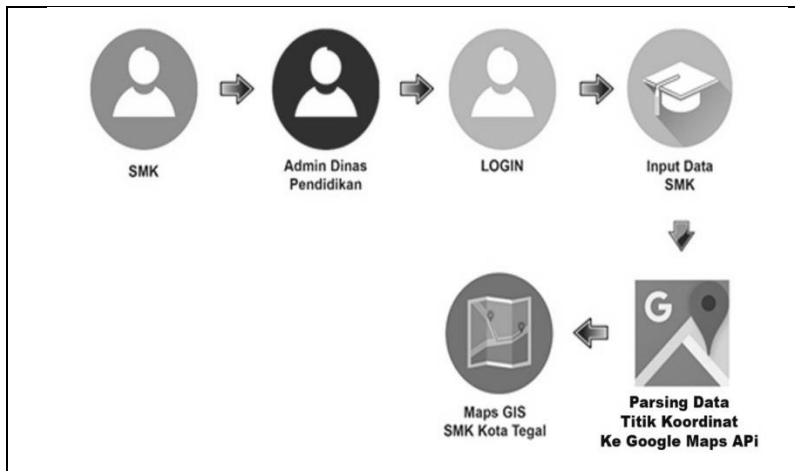 SMK
Admin Dinas
Pendidikan
LOGIN
Input Data
SMK
G
Parsing Data
Titik Koordinat
Ke Google Maps APi
Maps GIS
SMK Kota Tegal